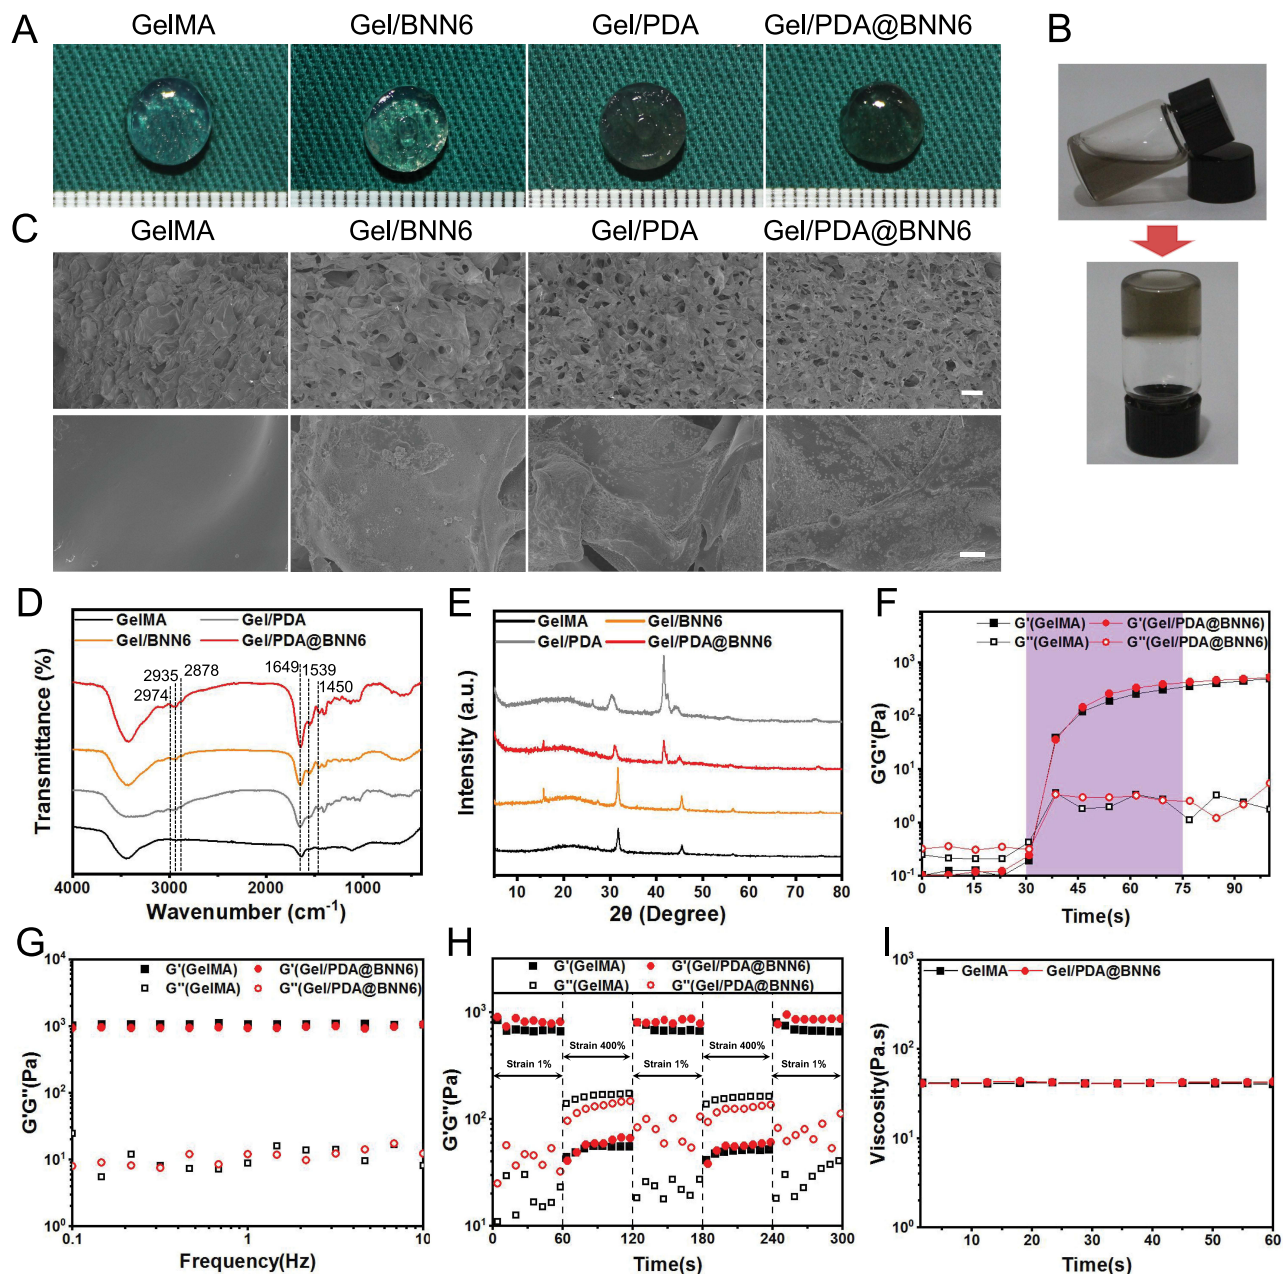 A
GelMA
Gel/BNN6
Gel/PDA
Gel/PDA@BNN6
B
C
GelMA
Gel/BNN6
Gel/PDA
Gel/PDA@BNN6
D
GelMA
Gel/PDA
Gel/BNN6
Gel/PDA@BNN6
2974
2935
2878
1649
1539
1450
Transmittance (%)
4000
3000
2000
1000
Wavenumber (cm⁻¹)
E
GelMA
Gel/BNN6
Gel/PDA
Gel/PDA@BNN6
Intensity (a.u.)
10
20
30
40
50
60
70
80
2θ (Degree)
F
G'(GelMA)
G'(Gel/PDA@BNN6)
G''(GelMA)
G''(Gel/PDA@BNN6)
G'G''(Pa)
10³
10²
10¹
10⁰
10⁻¹
0
15
30
45
60
75
90
Time(s)
G
G'(GelMA)
G'(Gel/PDA@BNN6)
G''(GelMA)
G''(Gel/PDA@BNN6)
G'G''(Pa)
10⁴
10³
10²
10¹
10⁰
0.1
1
10
Frequency(Hz)
H
G'(GelMA)
G'(Gel/PDA@BNN6)
G''(GelMA)
G''(Gel/PDA@BNN6)
G'G''(Pa)
10³
10²
10¹
Strain 1%
Strain 400%
Strain 1%
Strain 400%
Strain 1%
0
60
120
180
240
300
Time(s)
I
GelMA
Gel/PDA@BNN6
Viscosity(Pa.s)
10³
10²
10¹
10⁰
10
20
30
40
50
60
Time(s)